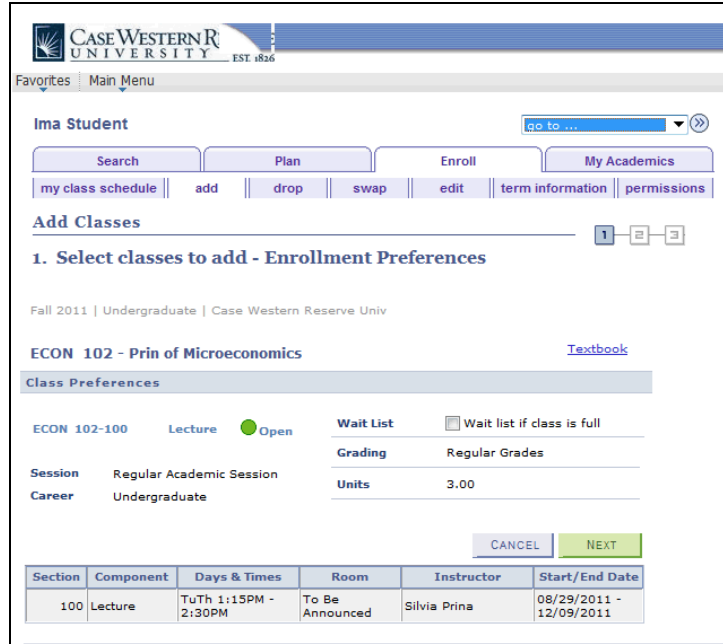 CASE WESTERN R
UNIVERSITY EST. 1826
Favorites Main Menu
Ima Student go to ...
Search Plan Enroll My Academics
my class schedule add drop swap edit term information permissions
Add Classes
1 2 3
1. Select classes to add - Enrollment Preferences
Fall 2011 | Undergraduate | Case Western Reserve Univ
ECON 102 - Prin of Microeconomics Textbook
Class Preferences
ECON 102-100 Lecture Open Wait List Wait list if class is full
Grading Regular Grades
Session Regular Academic Session
Units 3.00
Career Undergraduate
CANCEL NEXT
Section Component Days & Times Room Instructor Start/End Date
100 Lecture TuTh 1:15PM - 2:30PM To Be Announced Silvia Prina 08/29/2011 - 12/09/2011